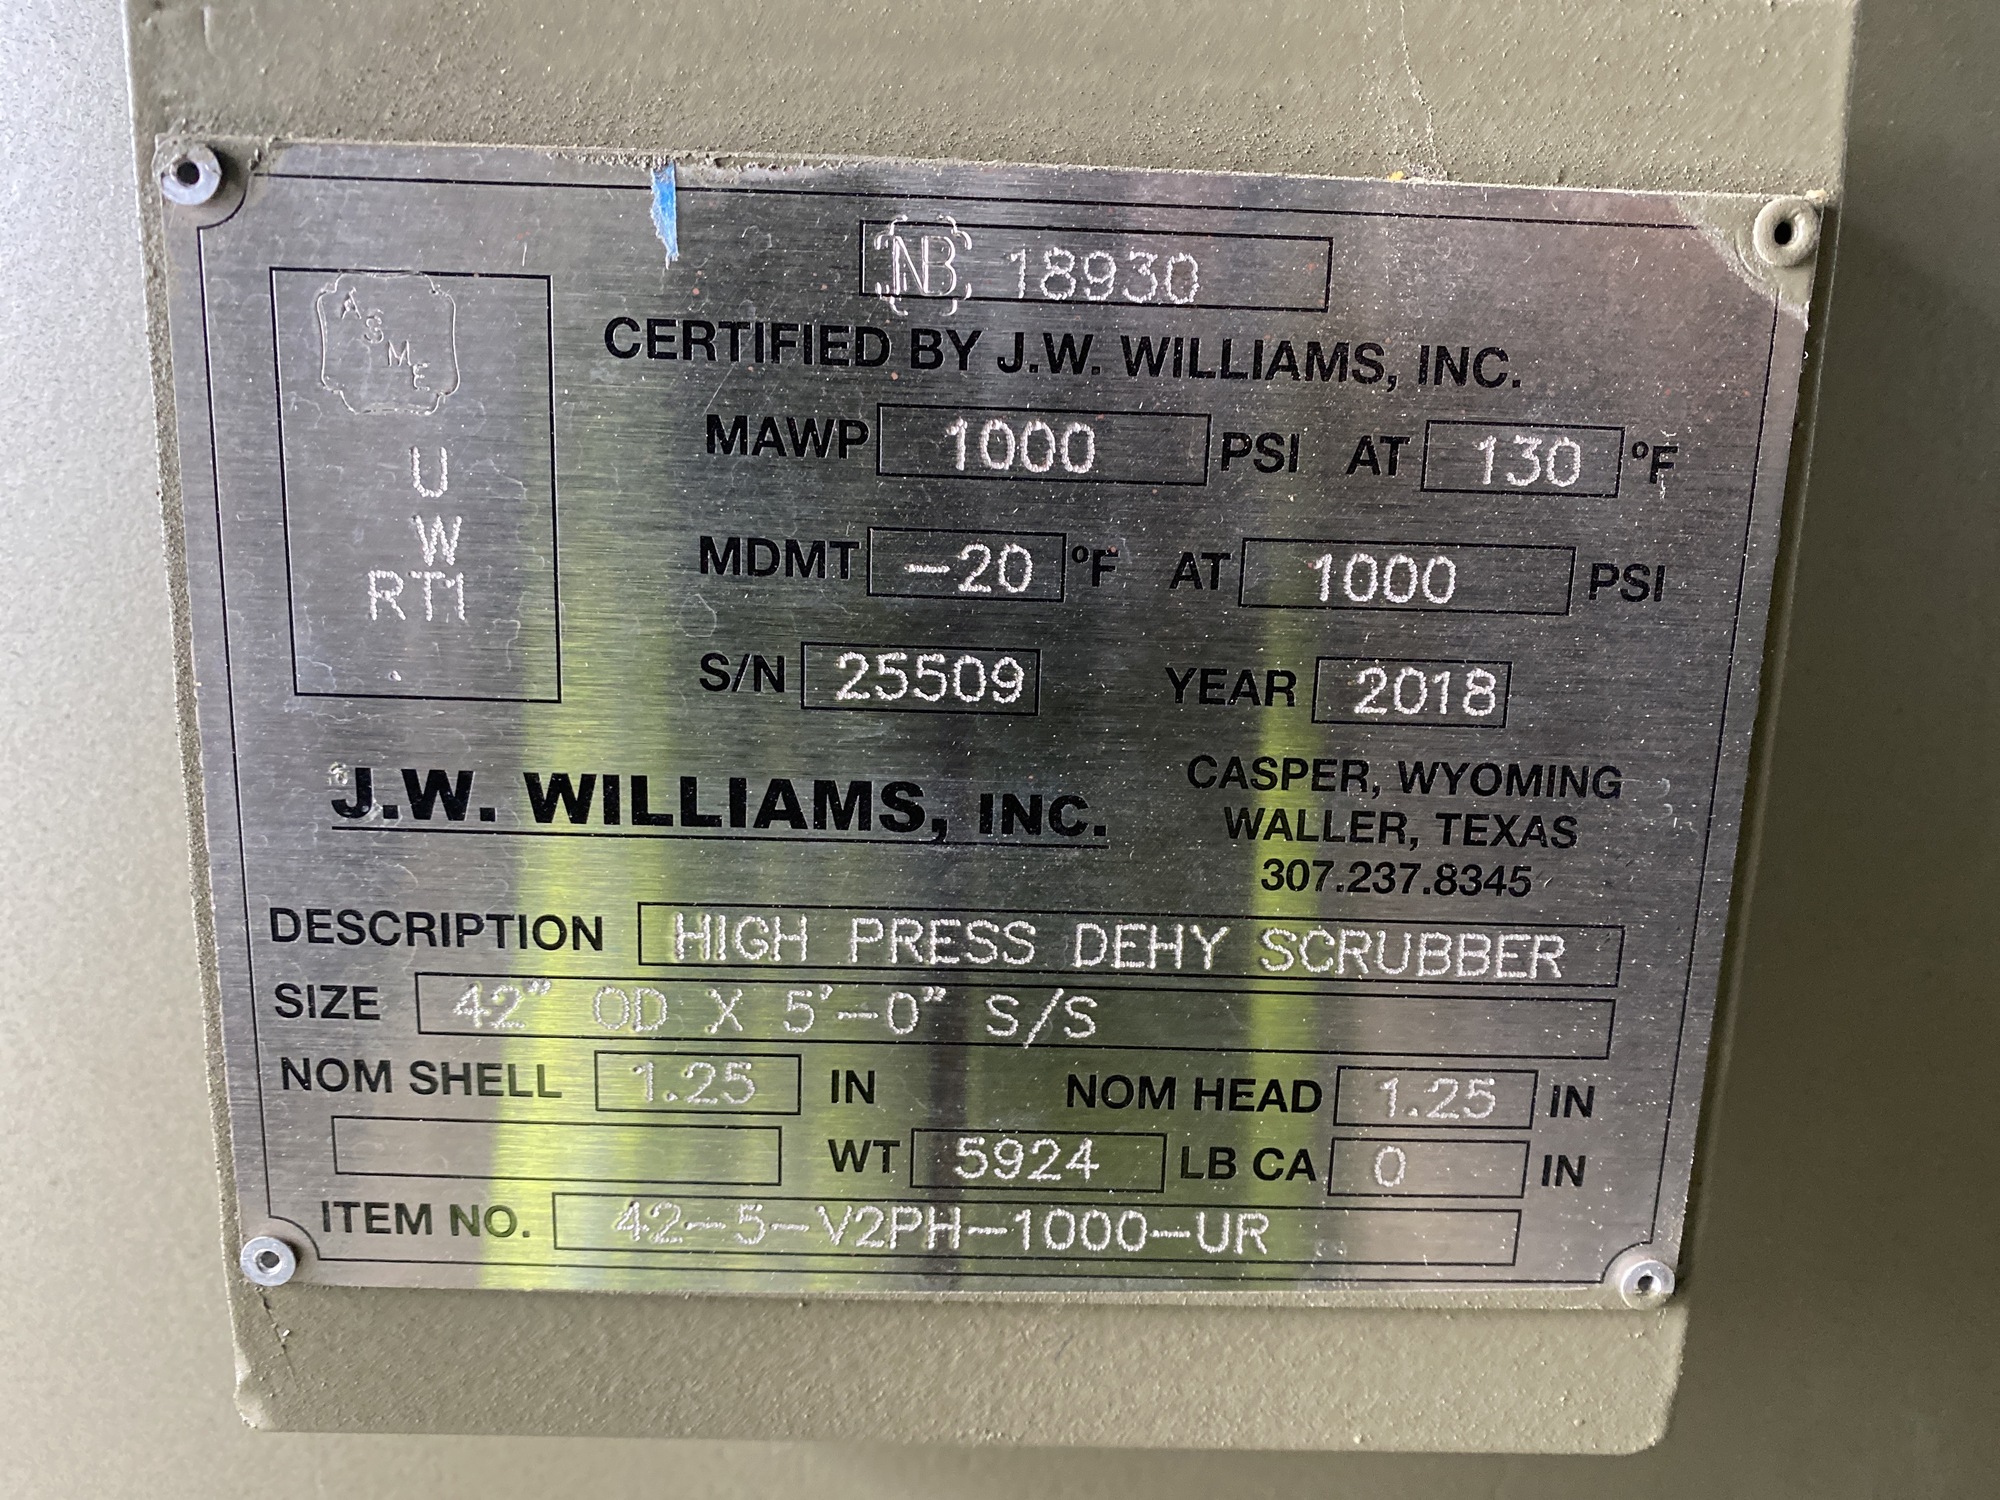 NB 18930
CERTIFIED BY J.W. WILLIAMS, INC.
ASME
U
W
RT1
MAWP 1000 PSI AT 130 °F
MDMT -20 °F AT 1000 PSI
S/N 25509 YEAR 2018
J.W. WILLIAMS, INC.
CASPER, WYOMING
WALLER, TEXAS
307.237.8345
DESCRIPTION HIGH PRESS DEHY SCRUBBER
SIZE 42" OD X 5'-0" S/S
NOM SHELL 1.25 IN NOM HEAD 1.25 IN
WT 5924 LB CA 0 IN
ITEM NO. 42-5-V2PH-1000-UR